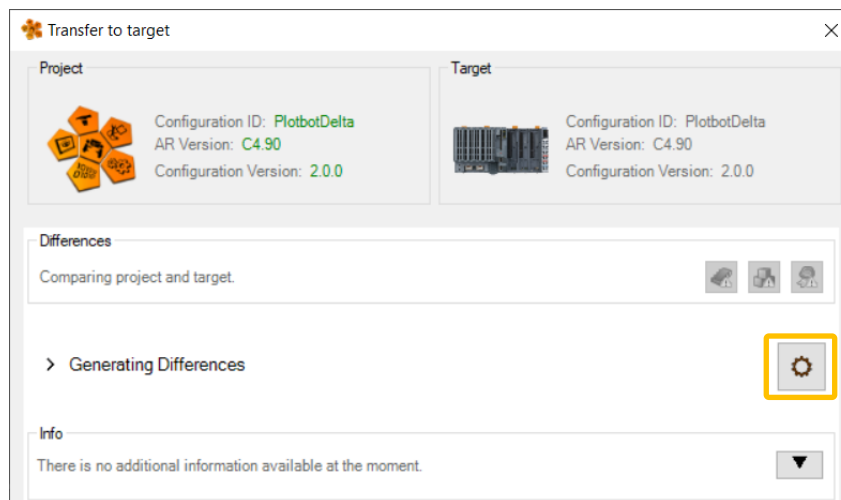 Transfer to target
Project
Configuration ID: PlotbotDelta
AR Version: C4.90
Configuration Version: 2.0.0
Target
Configuration ID: PlotbotDelta
AR Version: C4.90
Configuration Version: 2.0.0
Differences
Comparing project and target.
Generating Differences
Info
There is no additional information available at the moment.